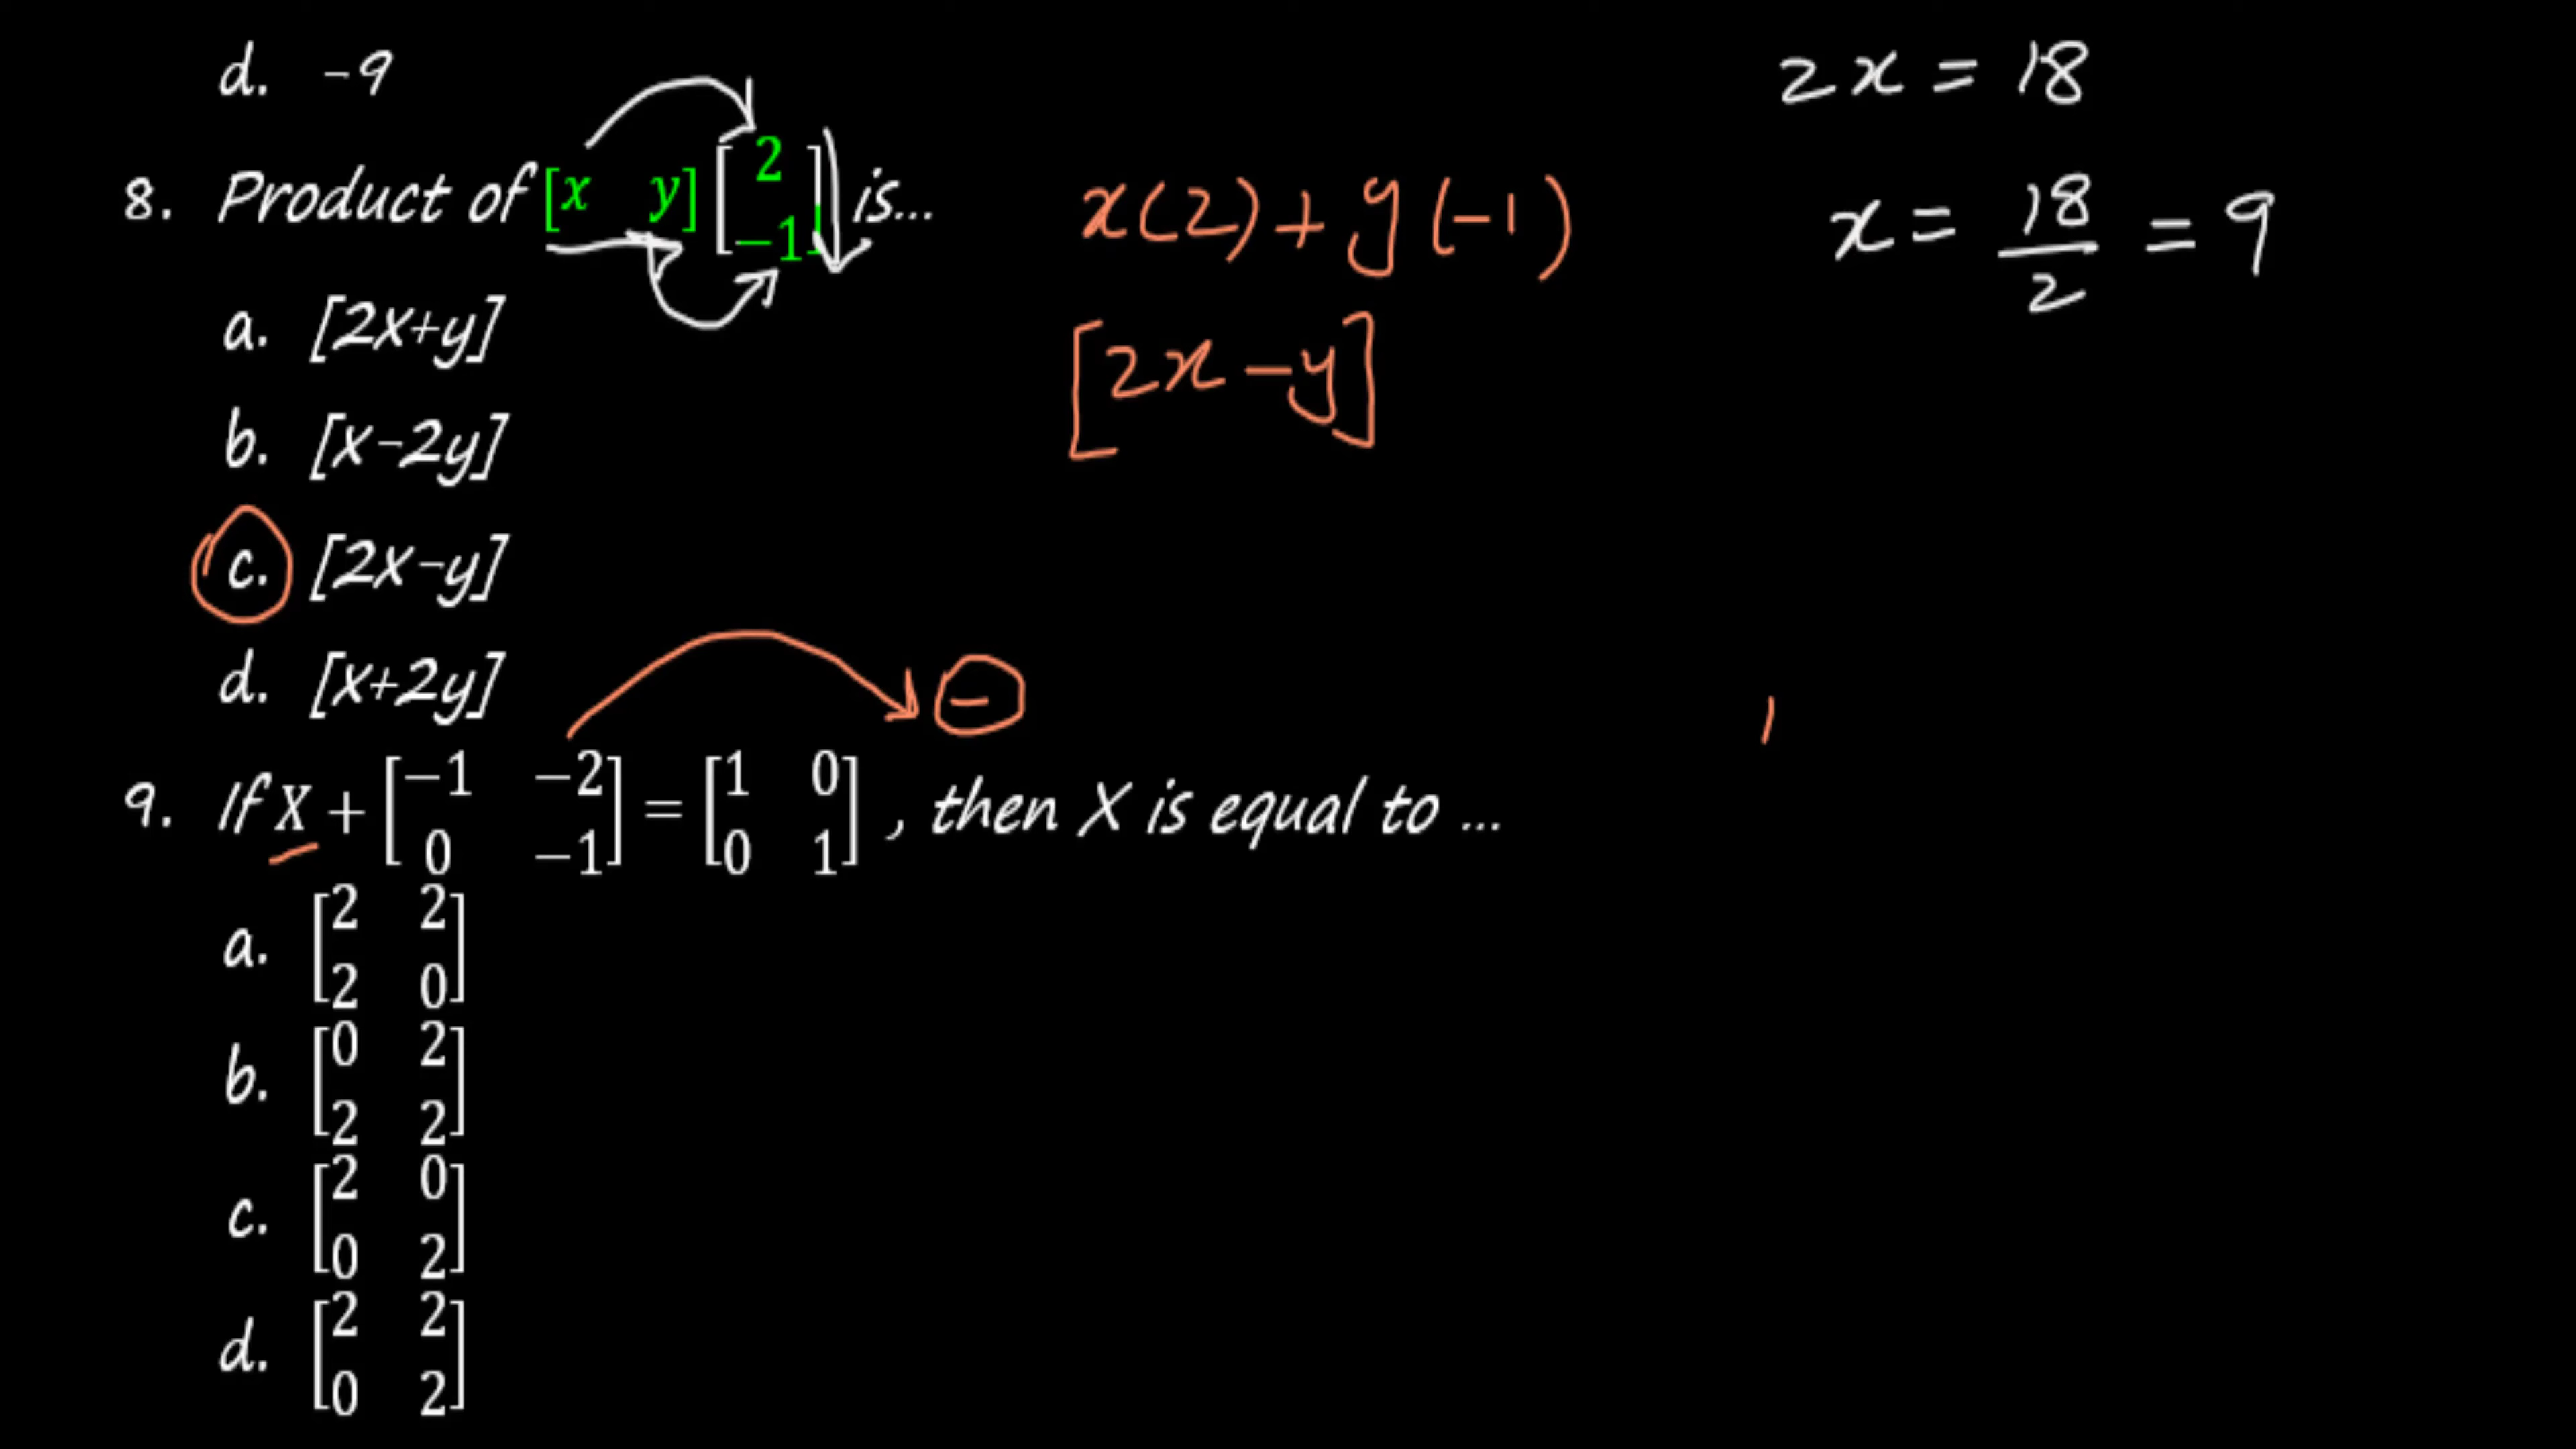 d. -9
2x = 18
8. Product of [x y] [2 -1] is...
x(2) + y(-1)
x = 18/2 = 9
a. [2x+y]
[2x - y]
b. [x-2y]
c. [2x-y]
d. [x+2y]
-
1
9. If X + [-1 -2 0 -1] = [1 0 0 1] , then X is equal to ...
a. [2 2 2 0]
b. [0 2 2 2]
c. [2 0 0 2]
d. [2 2 0 2]